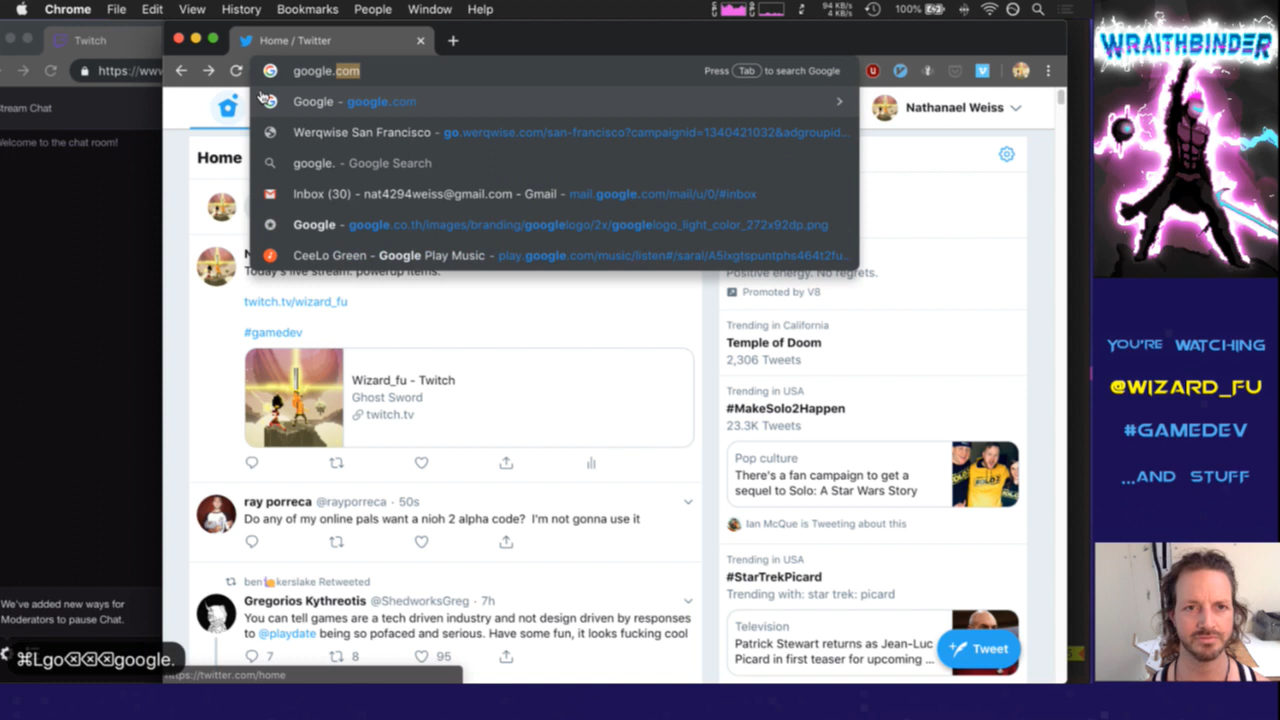 Chrome File Edit View History Bookmarks People Window Help
94 KB/s
4 KB/s
100%
Twitch
Home / Twitter
https://www
google.com
Press Tab to search Google
Stream Chat
Welcome to the chat room!
Google - google.com
Werqwise San Francisco - go.werqwise.com/san-francisco?campaignid=1340421032&adgroupid...
google. - Google Search
Inbox (30) - nat4294weiss@gmail.com - Gmail - mail.google.com/mail/u/0/#inbox
Google - google.co.th/images/branding/googlelogo/2x/googlelogo_light_color_272x92dp.png
CeeLo Green - Google Play Music - play.google.com/music/listen#/saral/A5lxgtspuntphs464t2fu...
Nathanael Weiss
Home
Today's live stream: powerup items.
twitch.tv/wizard_fu
#gamedev
Wizard_fu - Twitch
Ghost Sword
twitch.tv
ray porreca @rayporreca · 50s
Do any of my online pals want a nioh 2 alpha code? I'm not gonna use it
ben kerslake Retweeted
Gregorios Kythreotis @ShedworksGreg · 7h
You can tell games are a tech driven industry and not design driven by responses
to @playdate being so pofaced and serious. Have some fun, it looks fucking cool
7 8 95
https://twitter.com/home
Positive energy. No regrets.
Promoted by V8
Trending in California
Temple of Doom
2,306 Tweets
Trending in USA
#MakeSolo2Happen
23.3K Tweets
Pop culture
There's a fan campaign to get a
sequel to Solo: A Star Wars Story
Ian McQue is Tweeting about this
Trending in USA
#StarTrekPicard
Trending with: star trek: picard
Television
Patrick Stewart returns as Jean-Luc
Picard in first teaser for upcoming ...
Tweet
We've added new ways for
Moderators to pause Chat.
⌘Lgo⌫⌫⌫google.
WRAITHBINDER
YOU'RE WATCHING
@WIZARD_FU
#GAMEDEV
...AND STUFF